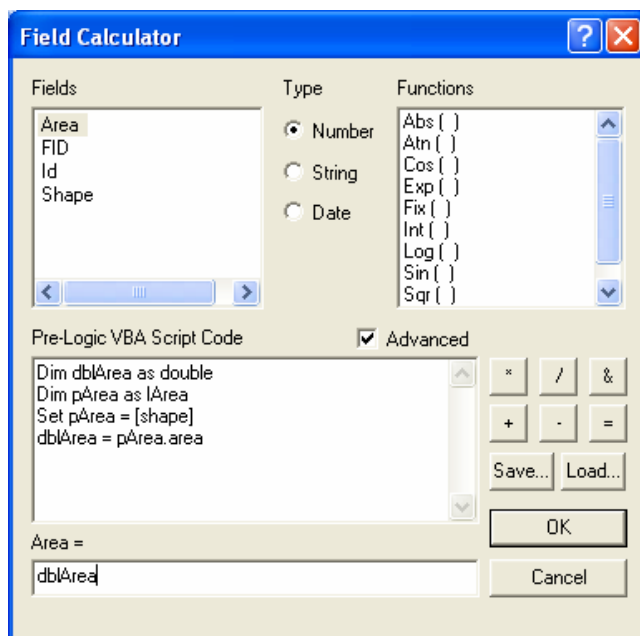 Field Calculator
Fields
Type
Functions
Area
FID
Id
Shape
Number
String
Date
Abs ( )
Atn ( )
Cos ( )
Exp ( )
Fix ( )
Int ( )
Log ( )
Sin ( )
Sqr ( )
Pre-Logic VBA Script Code
Advanced
Dim dblArea as double
Dim pArea as IArea
Set pArea = [shape]
dblArea = pArea.area
* / &
+ - =
Save... Load...
OK
Area =
dblArea
Cancel